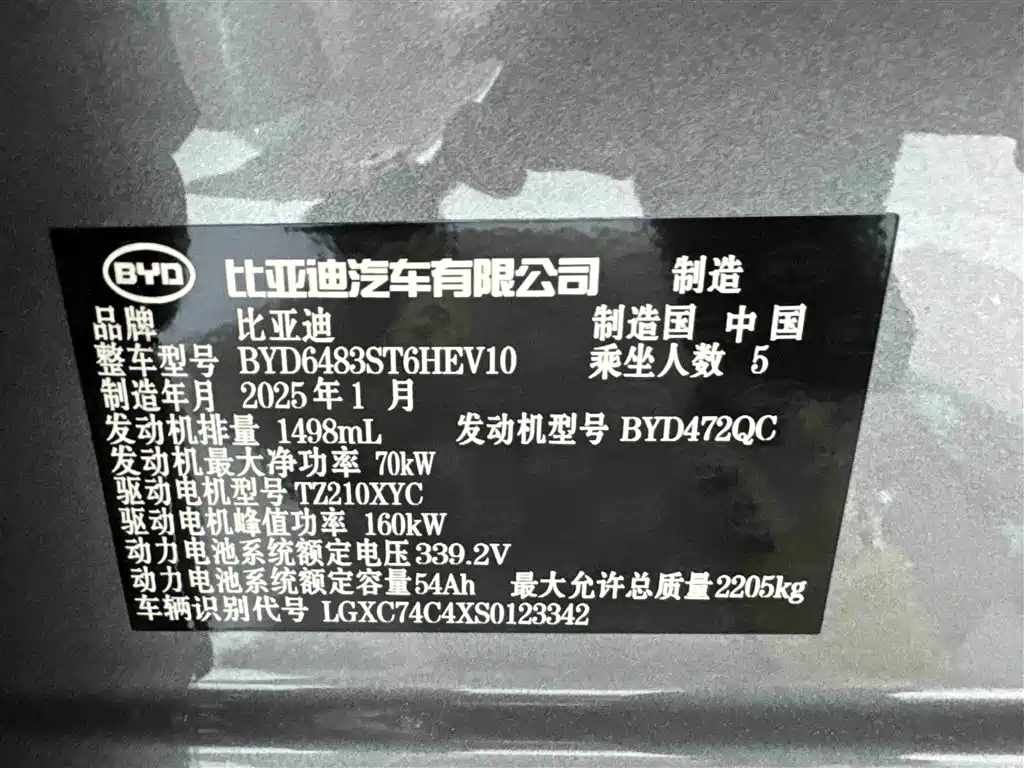 BYD 比亚迪汽车有限公司 制造
品牌 比亚迪 制造国 中国
整车型号 BYD6483ST6HEV10 乘坐人数 5
制造年月 2025年1月
发动机排量 1498mL 发动机型号 BYD472QC
发动机最大净功率 70kW
驱动电机型号 TZ210XYC
驱动电机峰值功率 160kW
动力电池系统额定电压 339.2V
动力电池系统额定容量 54Ah 最大允许总质量 2205kg
车辆识别代号 LGXC74C4XS0123342